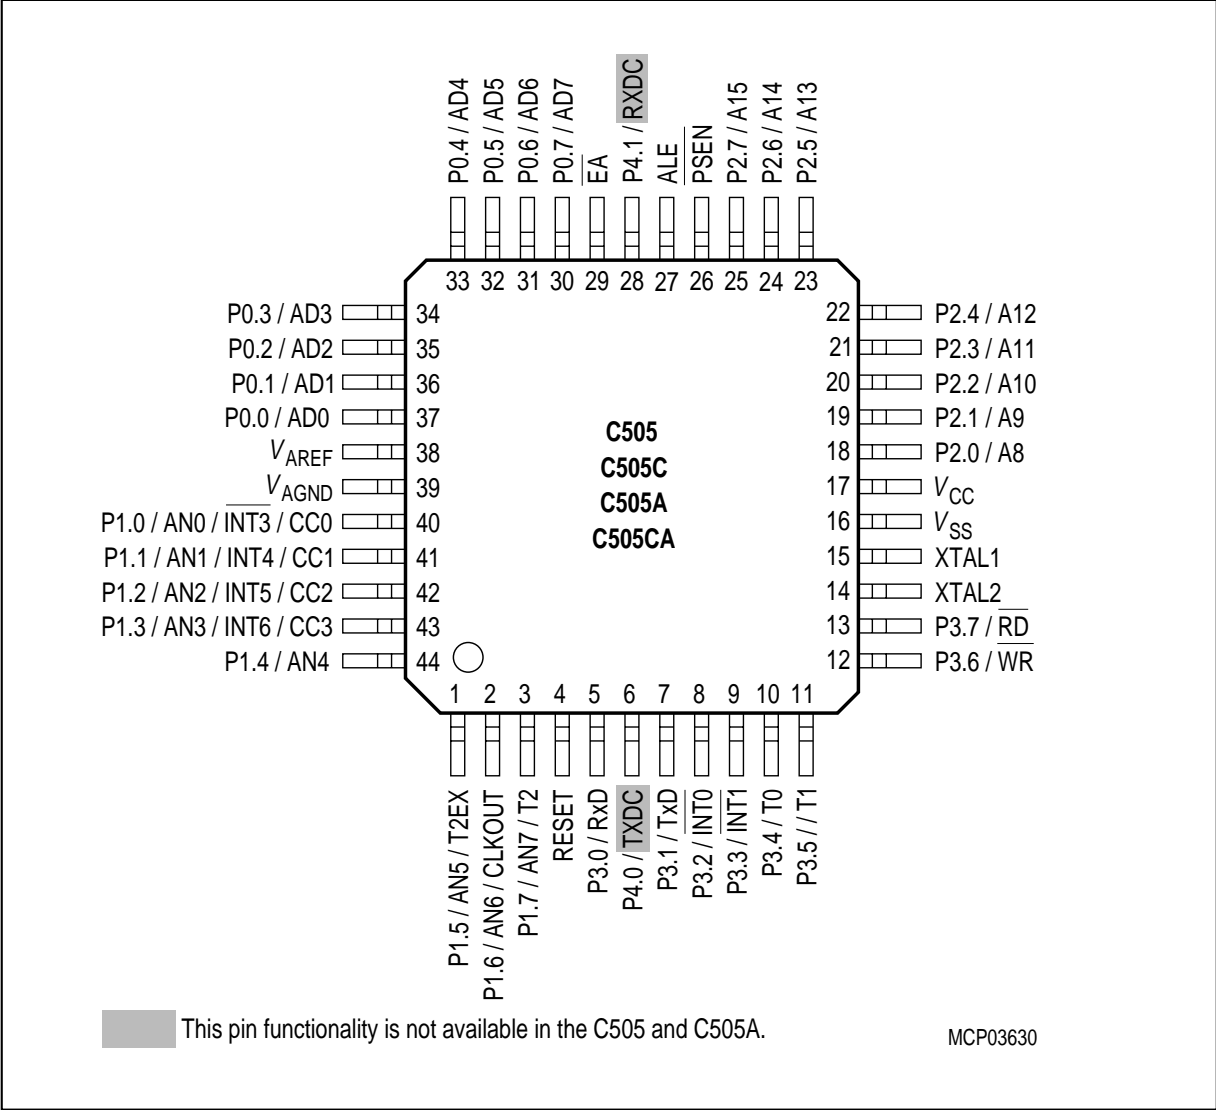 P0.4 / AD4
P0.5 / AD5
P0.6 / AD6
P0.7 / AD7
E̅A̅
P4.1 / RXDC
ALE
P̅S̅E̅N̅
P2.7 / A15
P2.6 / A14
P2.5 / A13
33 32 31 30 29 28 27 26 25 24 23
P0.3 / AD3 34
P0.2 / AD2 35
P0.1 / AD1 36
P0.0 / AD0 37
VAREF 38
VAGND 39
P1.0 / AN0 / I̅N̅T̅3̅ / CC0 40
P1.1 / AN1 / INT4 / CC1 41
P1.2 / AN2 / INT5 / CC2 42
P1.3 / AN3 / INT6 / CC3 43
P1.4 / AN4 44
C505
C505C
C505A
C505CA
22 P2.4 / A12
21 P2.3 / A11
20 P2.2 / A10
19 P2.1 / A9
18 P2.0 / A8
17 VCC
16 VSS
15 XTAL1
14 XTAL2
13 P3.7 / R̅D̅
12 P3.6 / W̅R̅
1 2 3 4 5 6 7 8 9 10 11
P1.5 / AN5 / T2EX
P1.6 / AN6 / CLKOUT
P1.7 / AN7 / T2
RESET
P3.0 / RxD
P4.0 / TXDC
P3.1 / TxD
P3.2 / I̅N̅T̅0̅
P3.3 / I̅N̅T̅1̅
P3.4 / T0
P3.5 / / T1
This pin functionality is not available in the C505 and C505A.
MCP03630